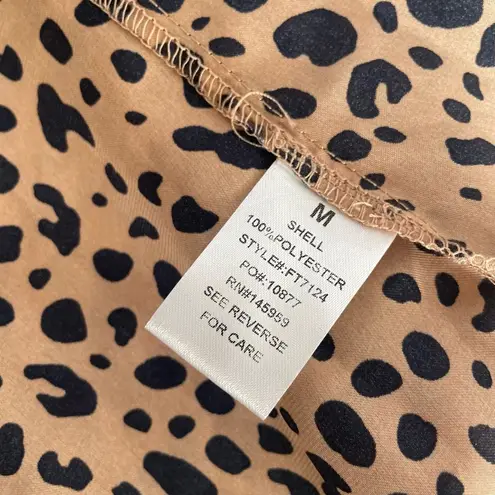 M
SHELL
100%POLYESTER
STYLE#:FT7124
PO#:10877
RN#145959
SEE REVERSE
FOR CARE